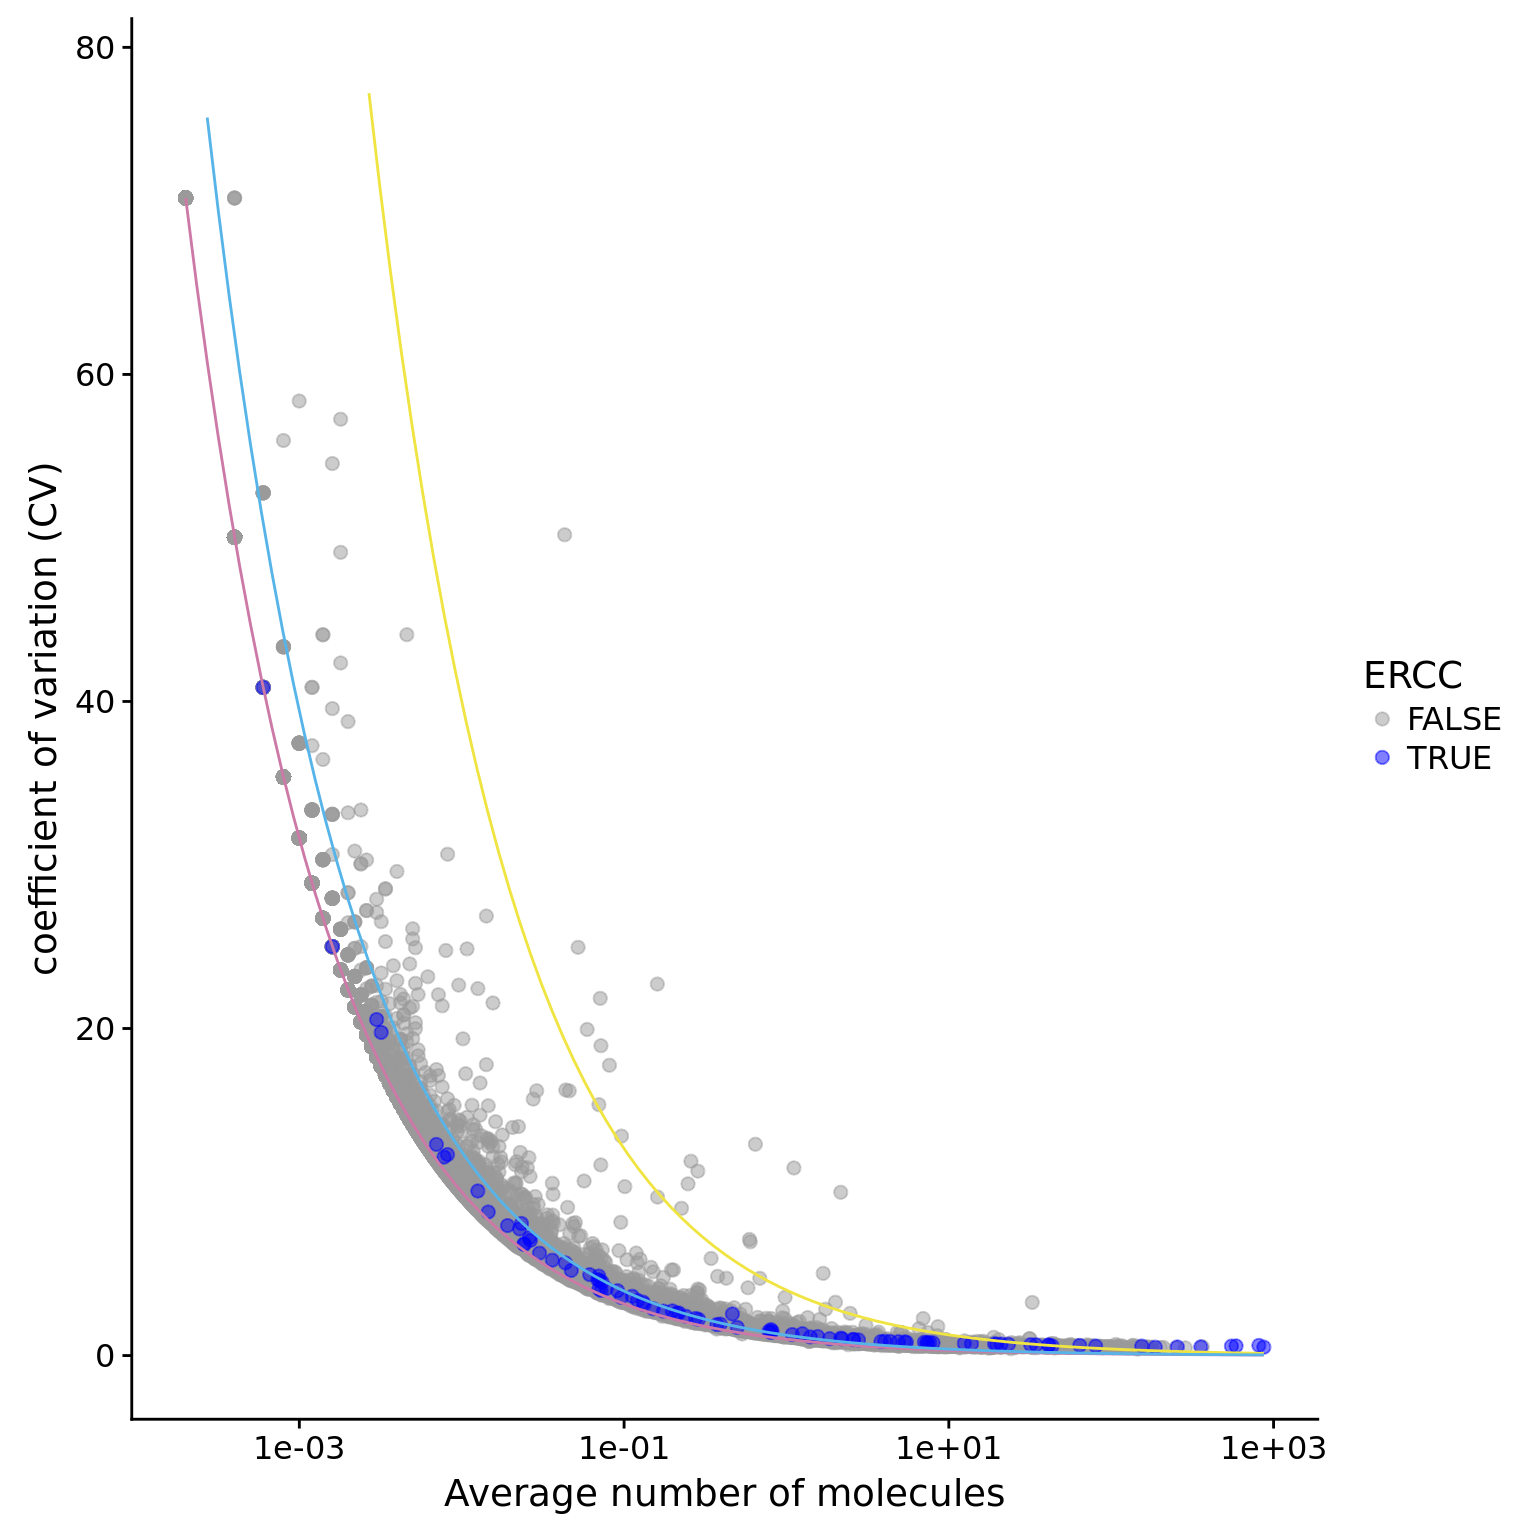 80
60
40
20
0
coefficient of variation (CV)
1e-03
1e-01
1e+01
1e+03
Average number of molecules
ERCC
FALSE
TRUE